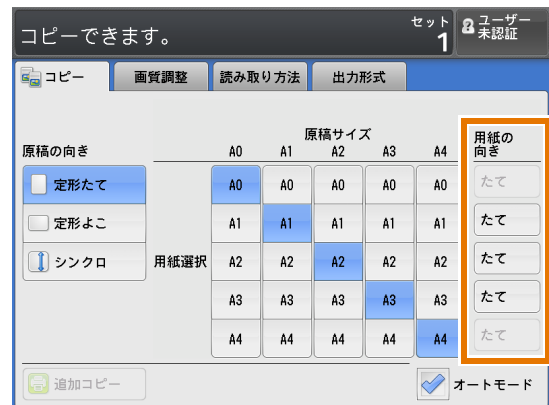 コピーできます。
セット
1
ユーザー
未認証
コピー 画質調整 読み取り方法 出力形式
原稿サイズ
原稿の向き A0 A1 A2 A3 A4 用紙の
向き
定形たて A0 A0 A0 A0 A0 たて
定形よこ A1 A1 A1 A1 A1 たて
シンクロ 用紙選択 A2 A2 A2 A2 A2 たて
A3 A3 A3 A3 A3 たて
A4 A4 A4 A4 A4 たて
追加コピー オートモード